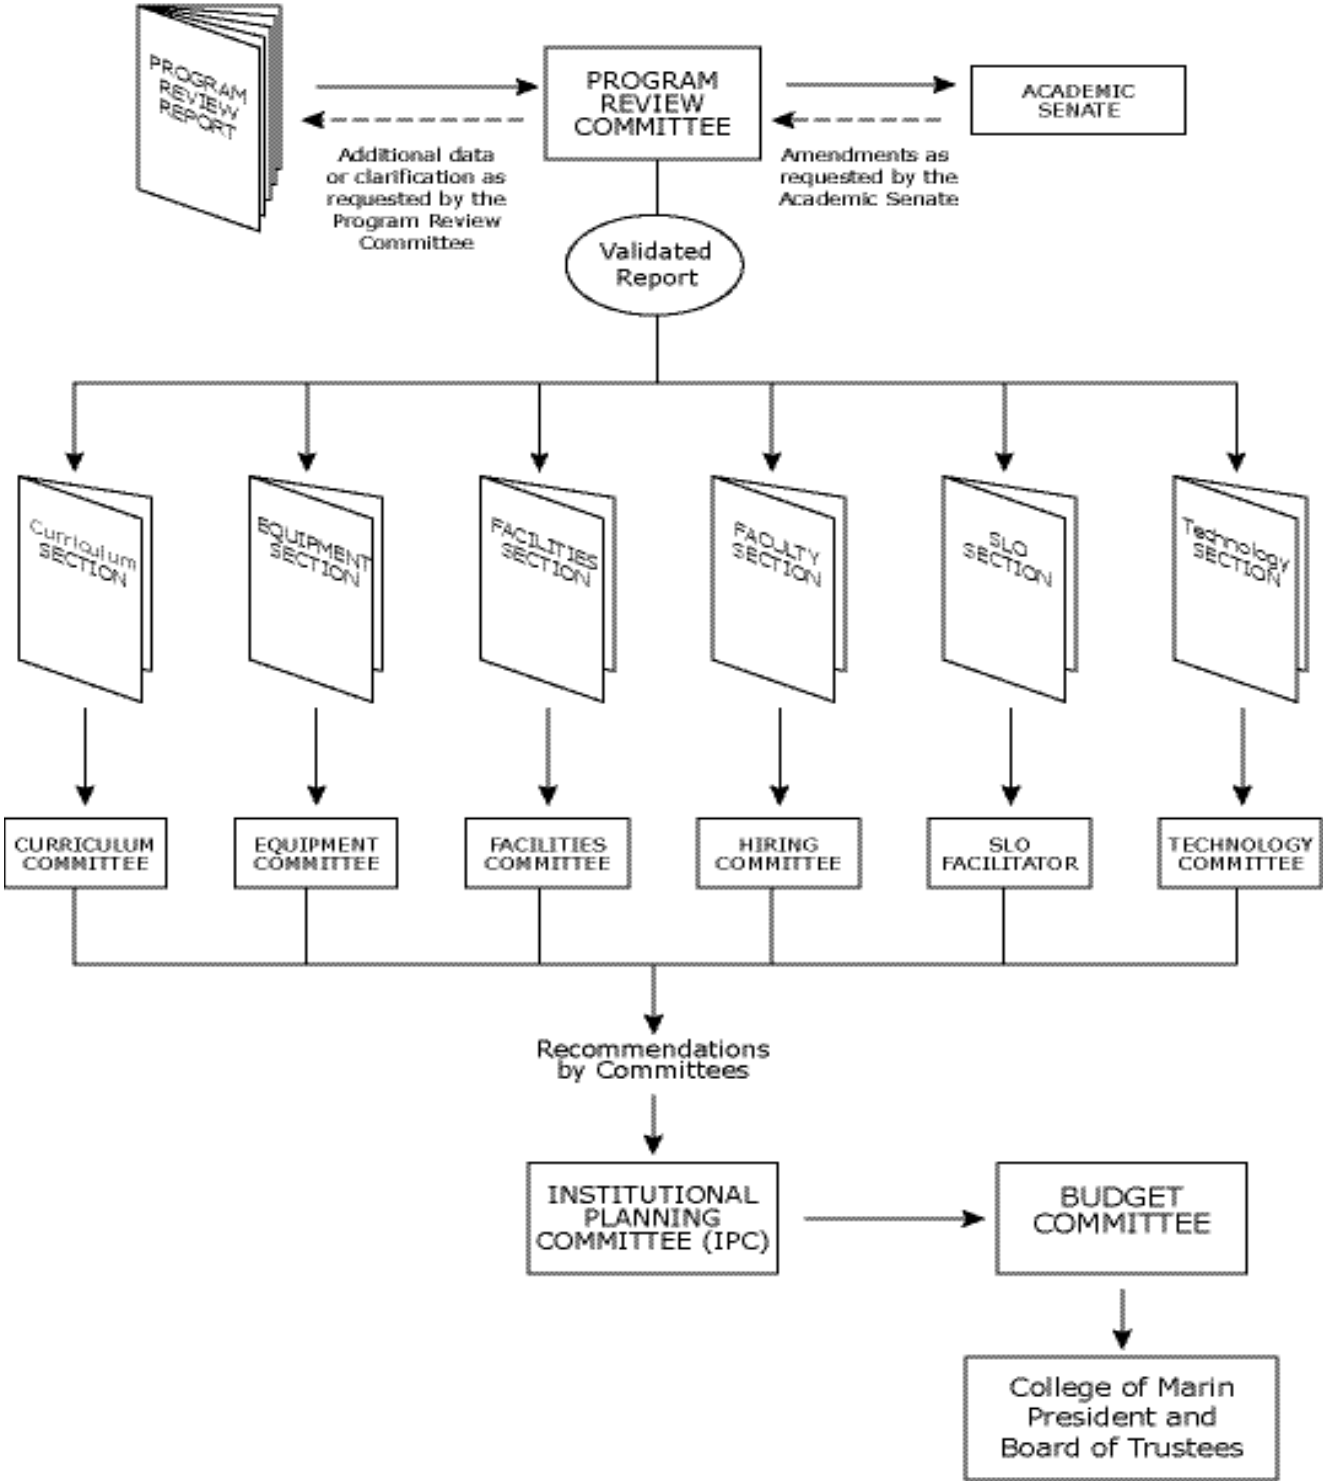 PROGRAM
REVIEW
REPORT
PROGRAM
REVIEW
COMMITTEE
ACADEMIC
SENATE
Additional data
or clarification as
requested by the
Program Review
Committee
Amendments as
requested by the
Academic Senate
Validated
Report
Curriculum
SECTION
EQUIPMENT
SECTION
FACILITIES
SECTION
FACULTY
SECTION
SLO
SECTION
Technology
SECTION
CURRICULUM
COMMITTEE
EQUIPMENT
COMMITTEE
FACILITIES
COMMITTEE
HIRING
COMMITTEE
SLO
FACILITATOR
TECHNOLOGY
COMMITTEE
Recommendations
by Committees
INSTITUTIONAL
PLANNING
COMMITTEE (IPC)
BUDGET
COMMITTEE
College of Marin
President and
Board of Trustees